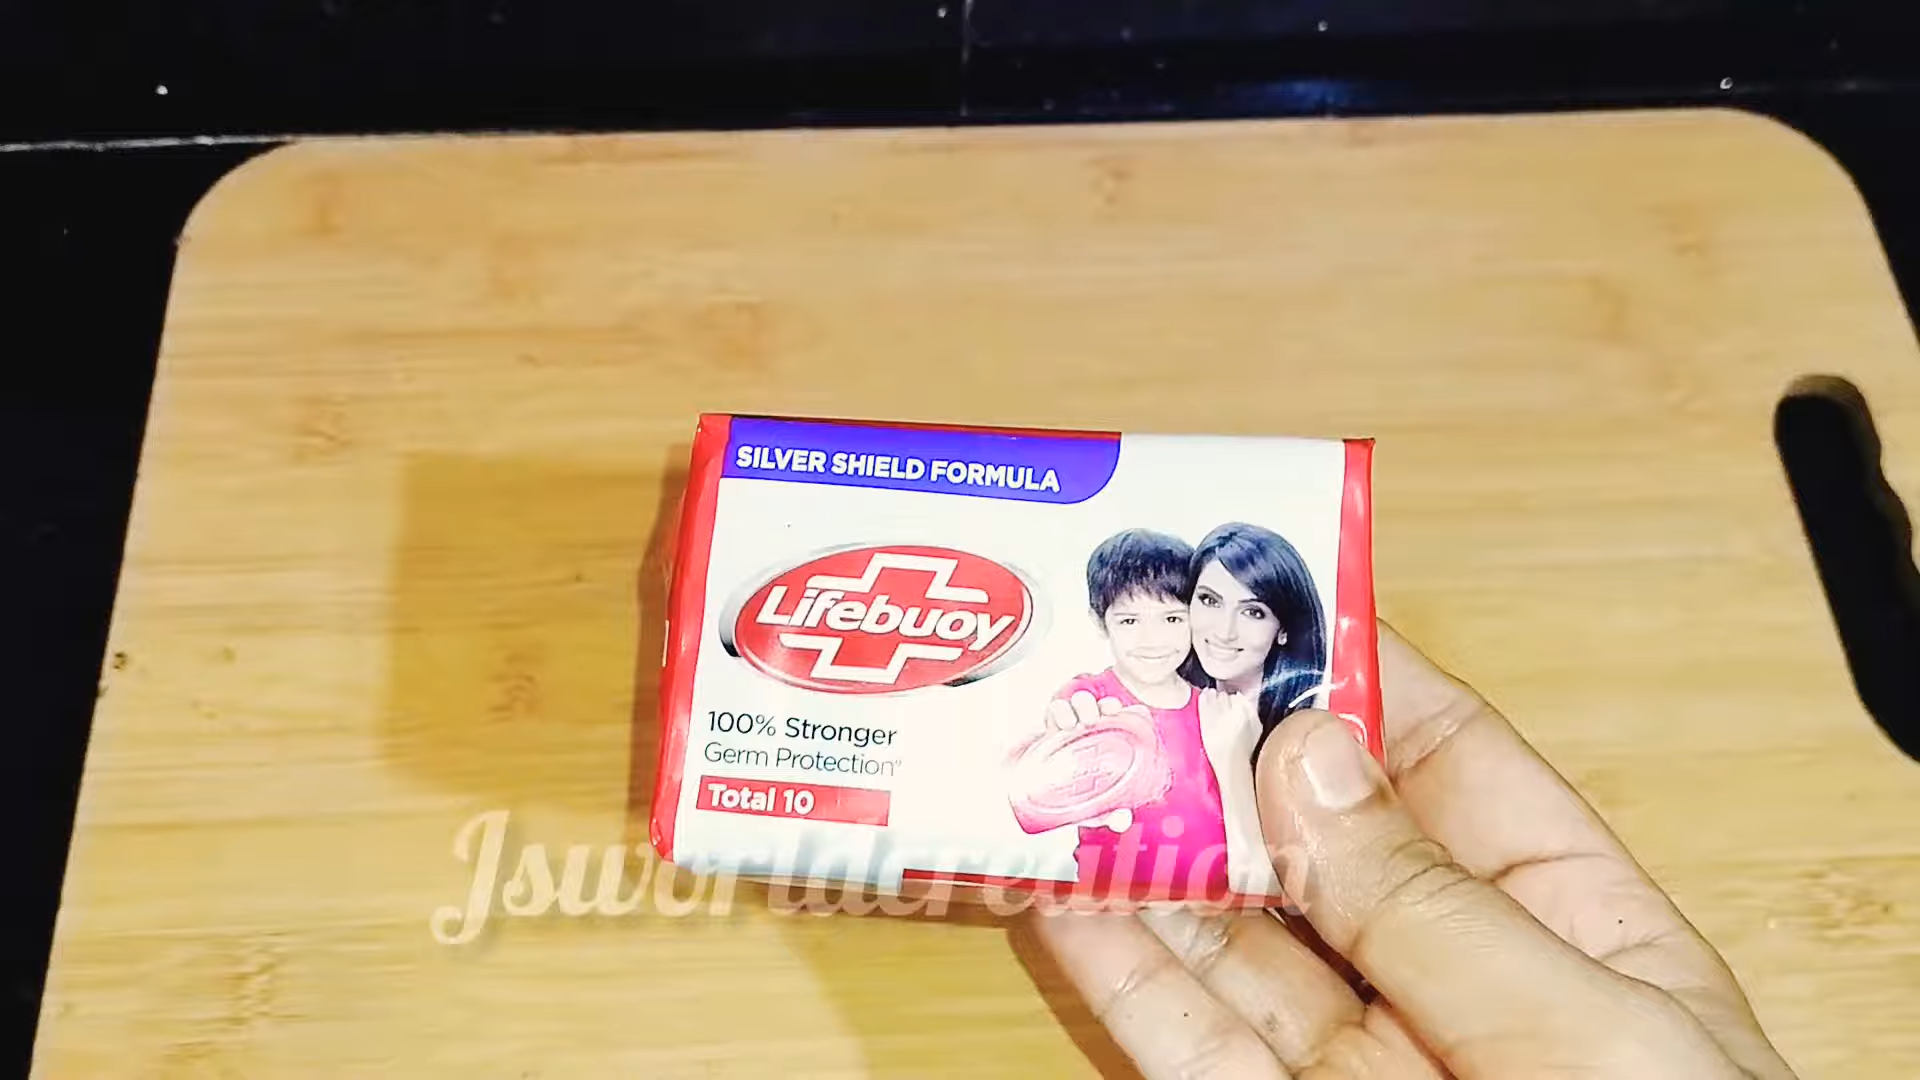 SILVER SHIELD FORMULA
Lifebuoy
100% Stronger
Germ Protection°
Total 10
Jsworldcreation